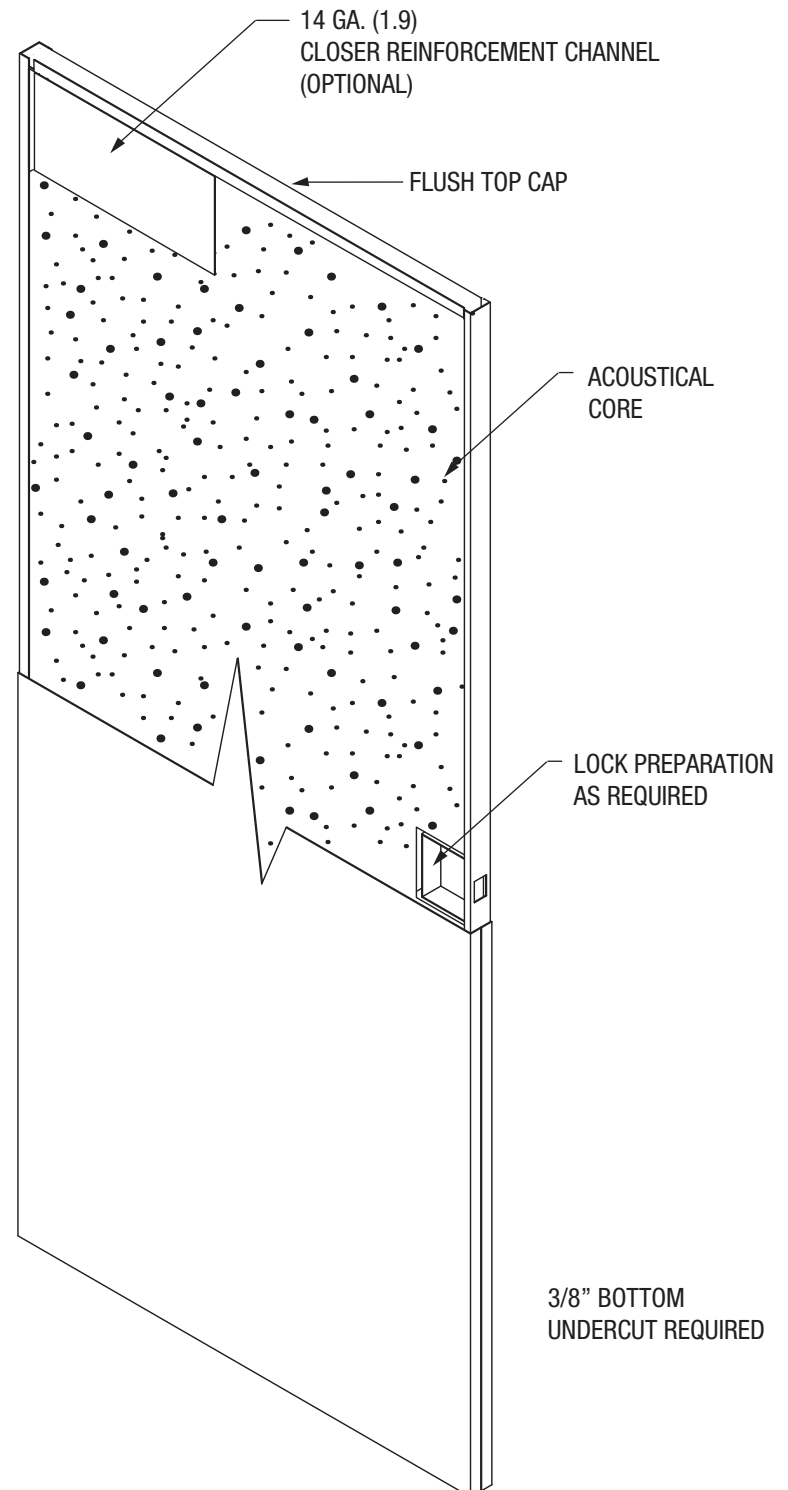 14 GA. (1.9)
CLOSER REINFORCEMENT CHANNEL
(OPTIONAL)
FLUSH TOP CAP
ACOUSTICAL
CORE
LOCK PREPARATION
AS REQUIRED
3/8” BOTTOM
UNDERCUT REQUIRED